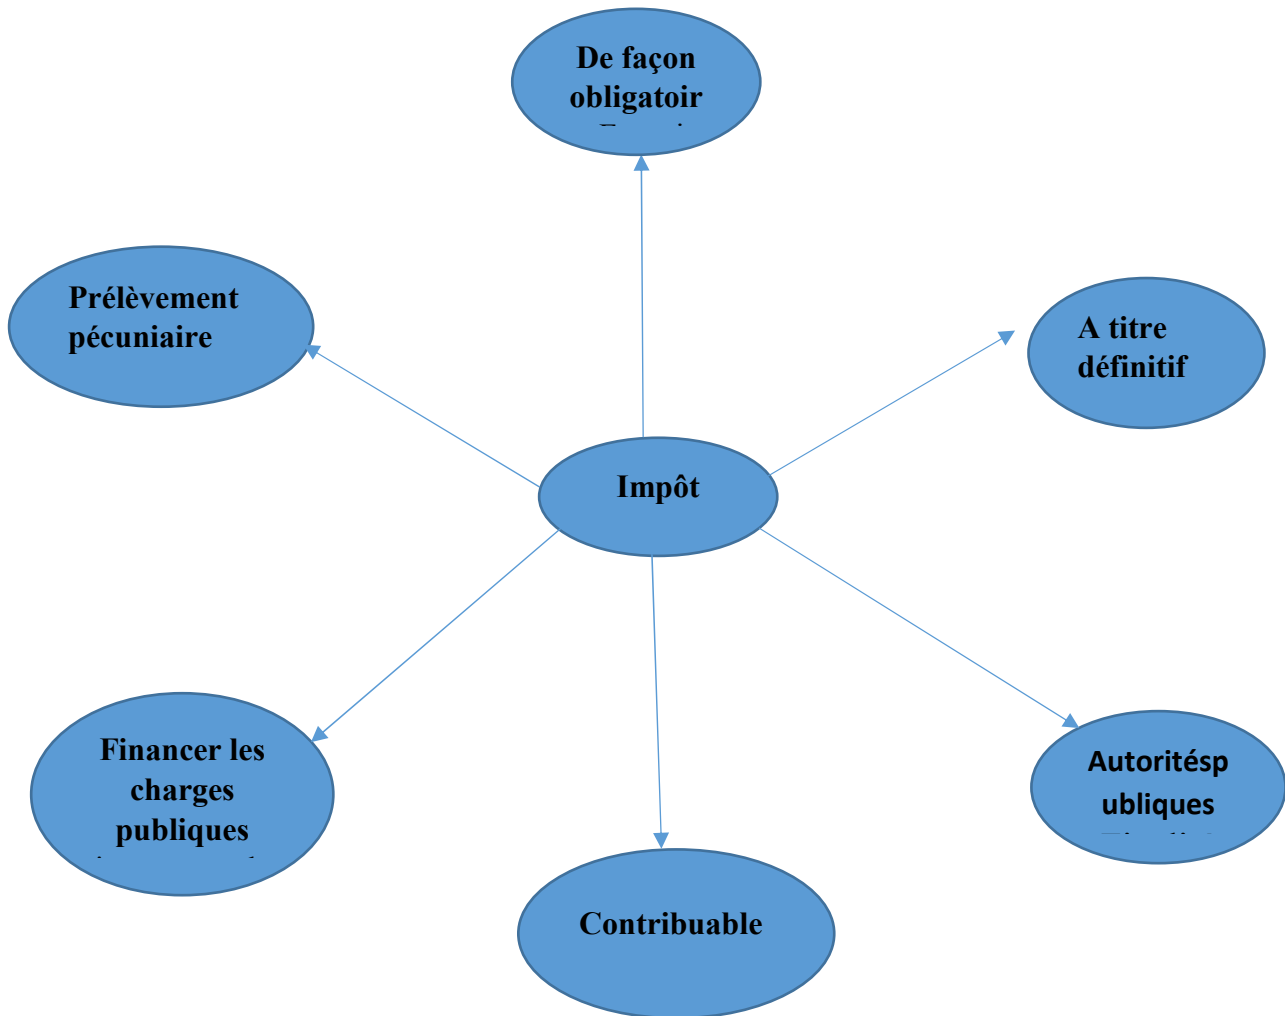 De façon
obligatoir
Prélèvement
pécuniaire
A titre
définitif
Impôt
Financer les
charges
publiques
Autoritésp
ubliques
Contribuable